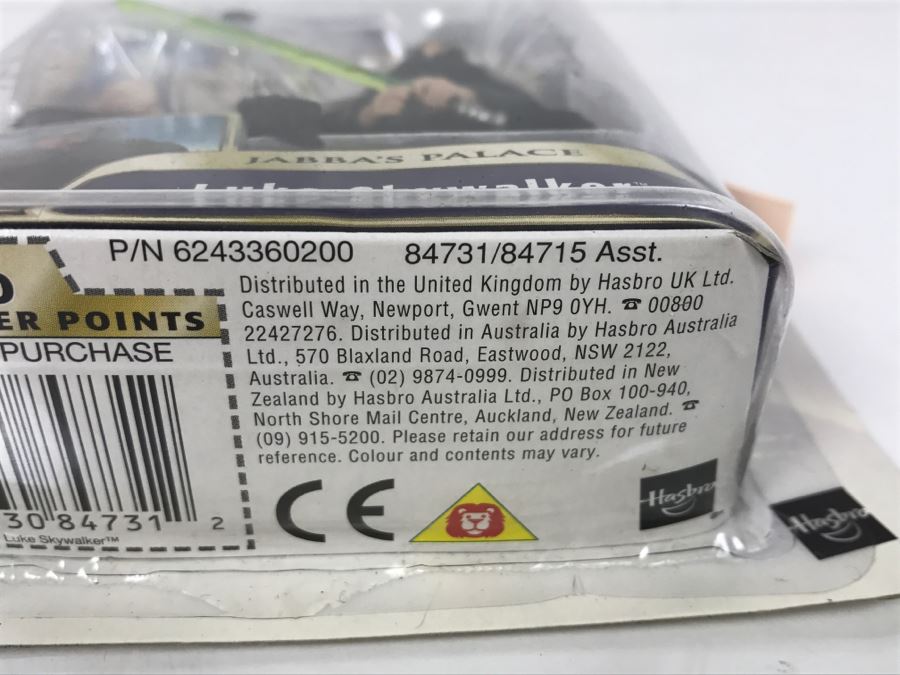 JABBA'S PALACE
Luke Skywalker™
P/N 6243360200 84731/84715 Asst.
ER POINTS
PURCHASE
30 84731 2
Luke Skywalker™
Distributed in the United Kingdom by Hasbro UK Ltd.
Caswell Way, Newport, Gwent NP9 0YH. ☎ 00800
22427276. Distributed in Australia by Hasbro Australia
Ltd., 570 Blaxland Road, Eastwood, NSW 2122,
Australia. ☎ (02) 9874-0999. Distributed in New
Zealand by Hasbro Australia Ltd., PO Box 100-940,
North Shore Mail Centre, Auckland, New Zealand. ☎
(09) 915-5200. Please retain our address for future
reference. Colour and contents may vary.
CE
Hasbro
Hasbro